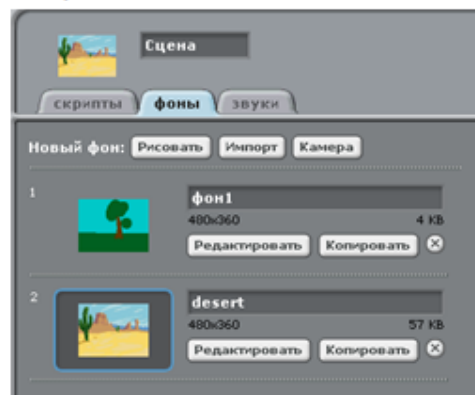 Сцена
скрипты фоны звуки
Новый фон: Рисовать Импорт Камера
1
фон1
480x360 4 KB
Редактировать Копировать
2
desert
480x360 57 KB
Редактировать Копировать